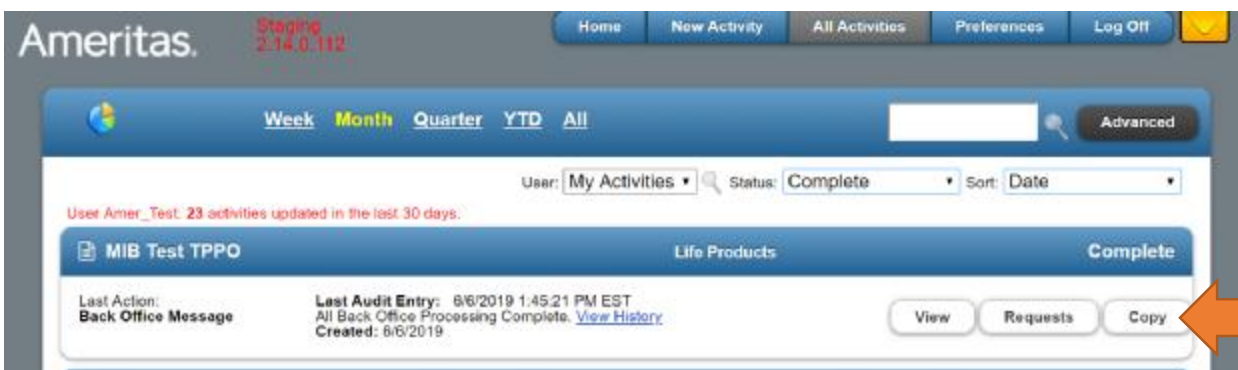 Ameritas.
Staging
2.14.0.112
Home New Activity All Activities Preferences Log Off
Week Month Quarter YTD All
Advanced
User: My Activities Status: Complete Sort: Date
User Amer_Test: 23 activities updated in the last 30 days.
MIB Test TPPO Life Products Complete
Last Action:
Back Office Message
Last Audit Entry: 6/6/2019 1:45:21 PM EST
All Back Office Processing Complete. View History
Created: 6/6/2019
View Requests Copy